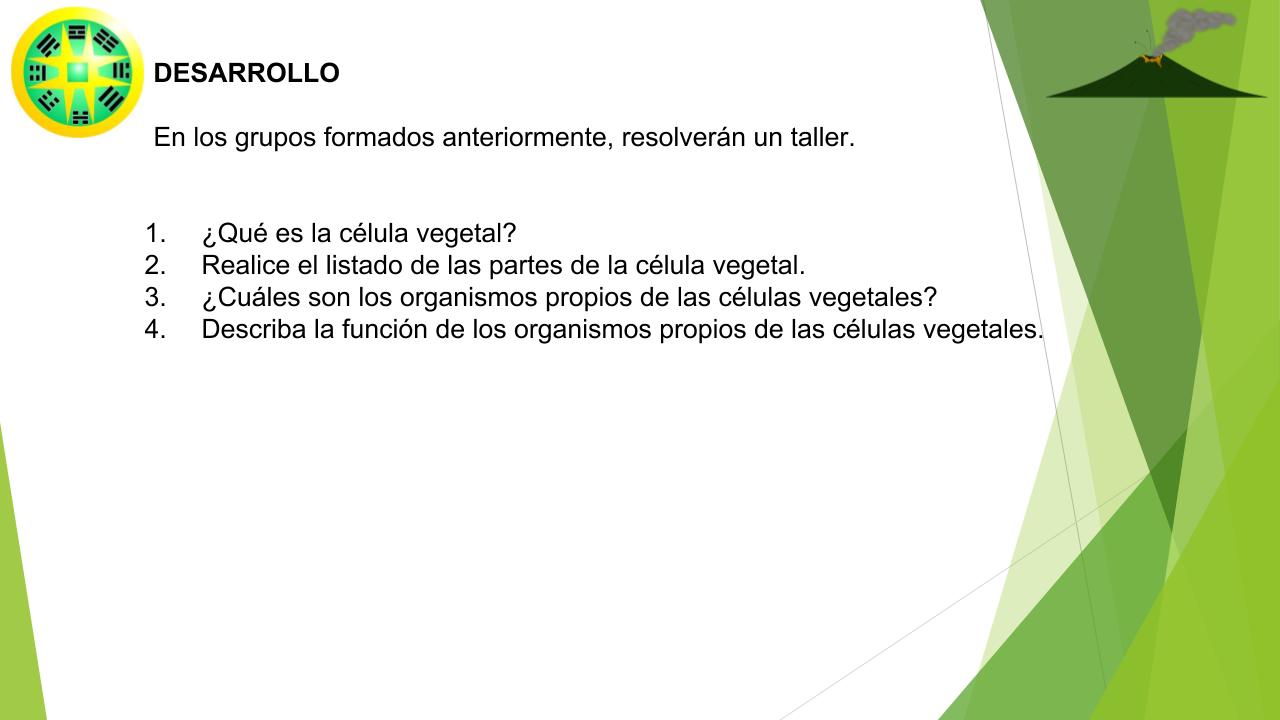 DESARROLLO
En los grupos formados anteriormente, resolverán un taller.
1. ¿Qué es la célula vegetal?
2. Realice el listado de las partes de la célula vegetal.
3. ¿Cuáles son los organismos propios de las células vegetales?
4. Describa la función de los organismos propios de las células vegetales.